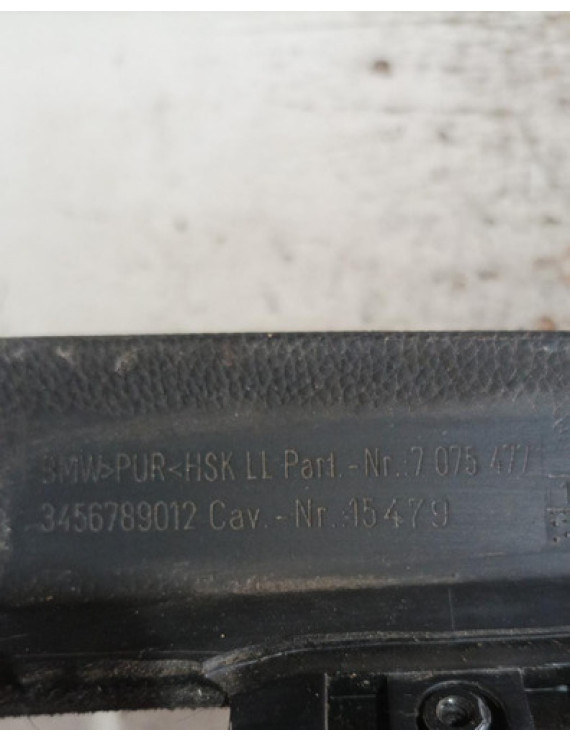 BMW>PUR<HSK LL Part.-Nr.:7 075 477
3456789012 Cav.-Nr.:15479